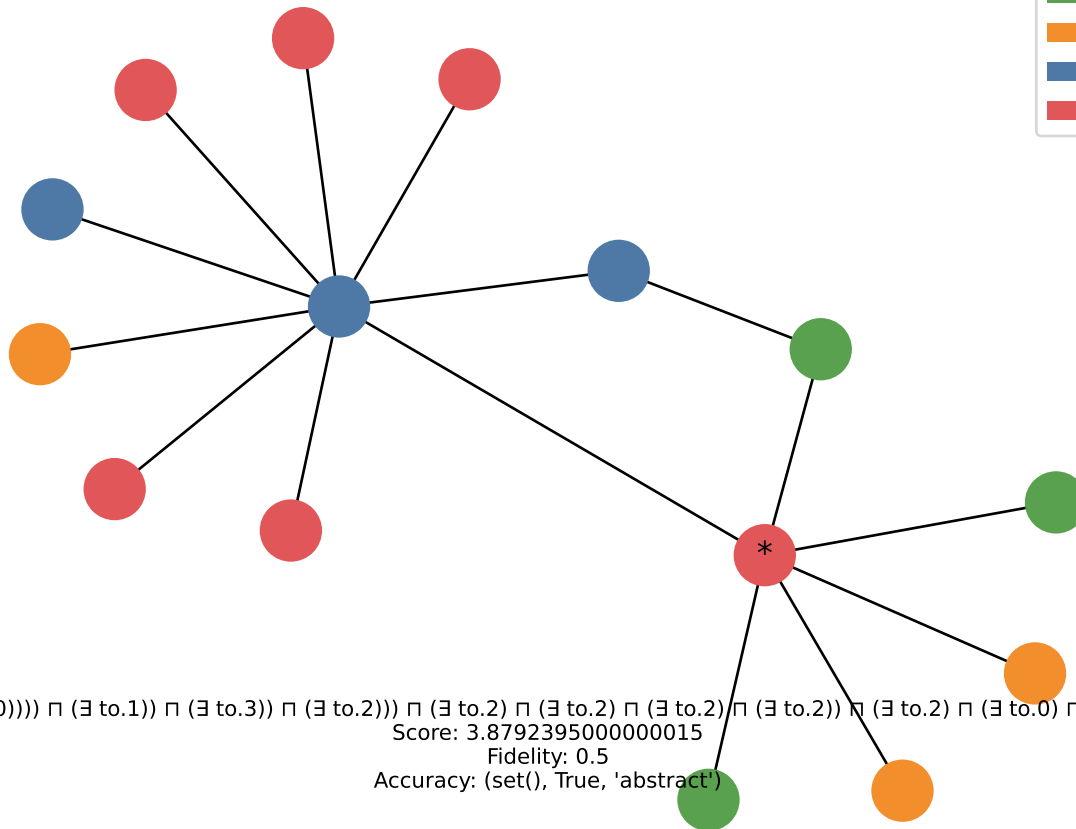 *
0)))) ⊓ (∃ to.1)) ⊓ (∃ to.3)) ⊓ (∃ to.2))) ⊓ (∃ to.2) ⊓ (∃ to.2) ⊓ (∃ to.2) ⊓ (∃ to.2)) ⊓ (∃ to.2) ⊓ (∃ to.0) ⊓
Score: 3.8792395000000015
Fidelity: 0.5
Accuracy: (set(), True, 'abstract')